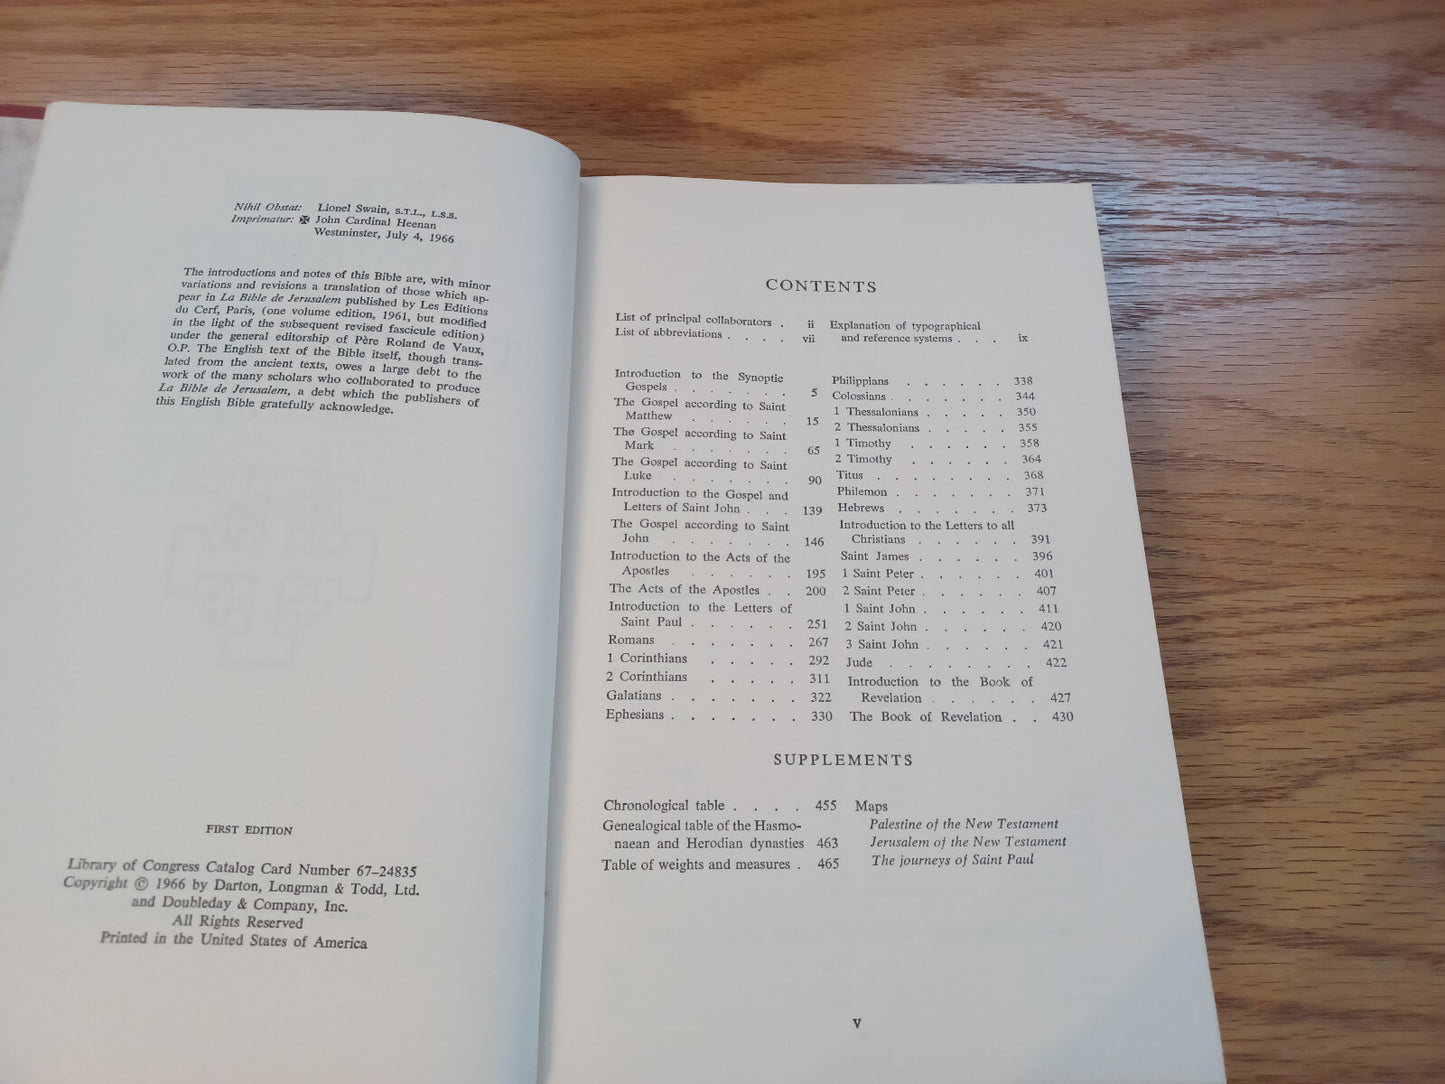 Nihil Obstat: Lionel Swain, S.T.L., L.S.S.
Imprimatur: ✠ John Cardinal Heenan
Westminster, July 4, 1966
The introductions and notes of this Bible are, with minor
variations and revisions a translation of those which ap-
pear in La Bible de Jerusalem published by Les Editions
du Cerf, Paris, (one volume edition, 1961, but modified
in the light of the subsequent revised fascicule edition)
under the general editorship of Père Roland de Vaux,
O.P. The English text of the Bible itself, though trans-
lated from the ancient texts, owes a large debt to the
work of the many scholars who collaborated to produce
La Bible de Jerusalem, a debt which the publishers of
this English Bible gratefully acknowledge.
FIRST EDITION
Library of Congress Catalog Card Number 67–24835
Copyright © 1966 by Darton, Longman & Todd, Ltd.
and Doubleday & Company, Inc.
All Rights Reserved
Printed in the United States of America
CONTENTS
List of principal collaborators . ii
List of abbreviations . . . . vii
Explanation of typographical
and reference systems . . . ix
Introduction to the Synoptic
Gospels . . . . . . . 5
The Gospel according to Saint
Matthew . . . . . . 15
The Gospel according to Saint
Mark . . . . . . . 65
The Gospel according to Saint
Luke . . . . . . . 90
Introduction to the Gospel and
Letters of Saint John . . . 139
The Gospel according to Saint
John . . . . . . . 146
Introduction to the Acts of the
Apostles . . . . . . 195
The Acts of the Apostles . . 200
Introduction to the Letters of
Saint Paul . . . . . . 251
Romans . . . . . . . 267
1 Corinthians . . . . . 292
2 Corinthians . . . . . 311
Galatians . . . . . . . 322
Ephesians . . . . . . . 330
Philippians . . . . . . 338
Colossians . . . . . . . 344
1 Thessalonians . . . . . 350
2 Thessalonians . . . . . 355
1 Timothy . . . . . . 358
2 Timothy . . . . . . 364
Titus . . . . . . . . 368
Philemon . . . . . . . 371
Hebrews . . . . . . . 373
Introduction to the Letters to all
Christians . . . . . . 391
Saint James . . . . . . 396
1 Saint Peter . . . . . . 401
2 Saint Peter . . . . . . 407
1 Saint John . . . . . . 411
2 Saint John . . . . . . 420
3 Saint John . . . . . . 421
Jude . . . . . . . . 422
Introduction to the Book of
Revelation . . . . . . 427
The Book of Revelation . . 430
SUPPLEMENTS
Chronological table . . . . 455
Genealogical table of the Hasmo-
naean and Herodian dynasties 463
Table of weights and measures . 465
Maps
Palestine of the New Testament
Jerusalem of the New Testament
The journeys of Saint Paul
v